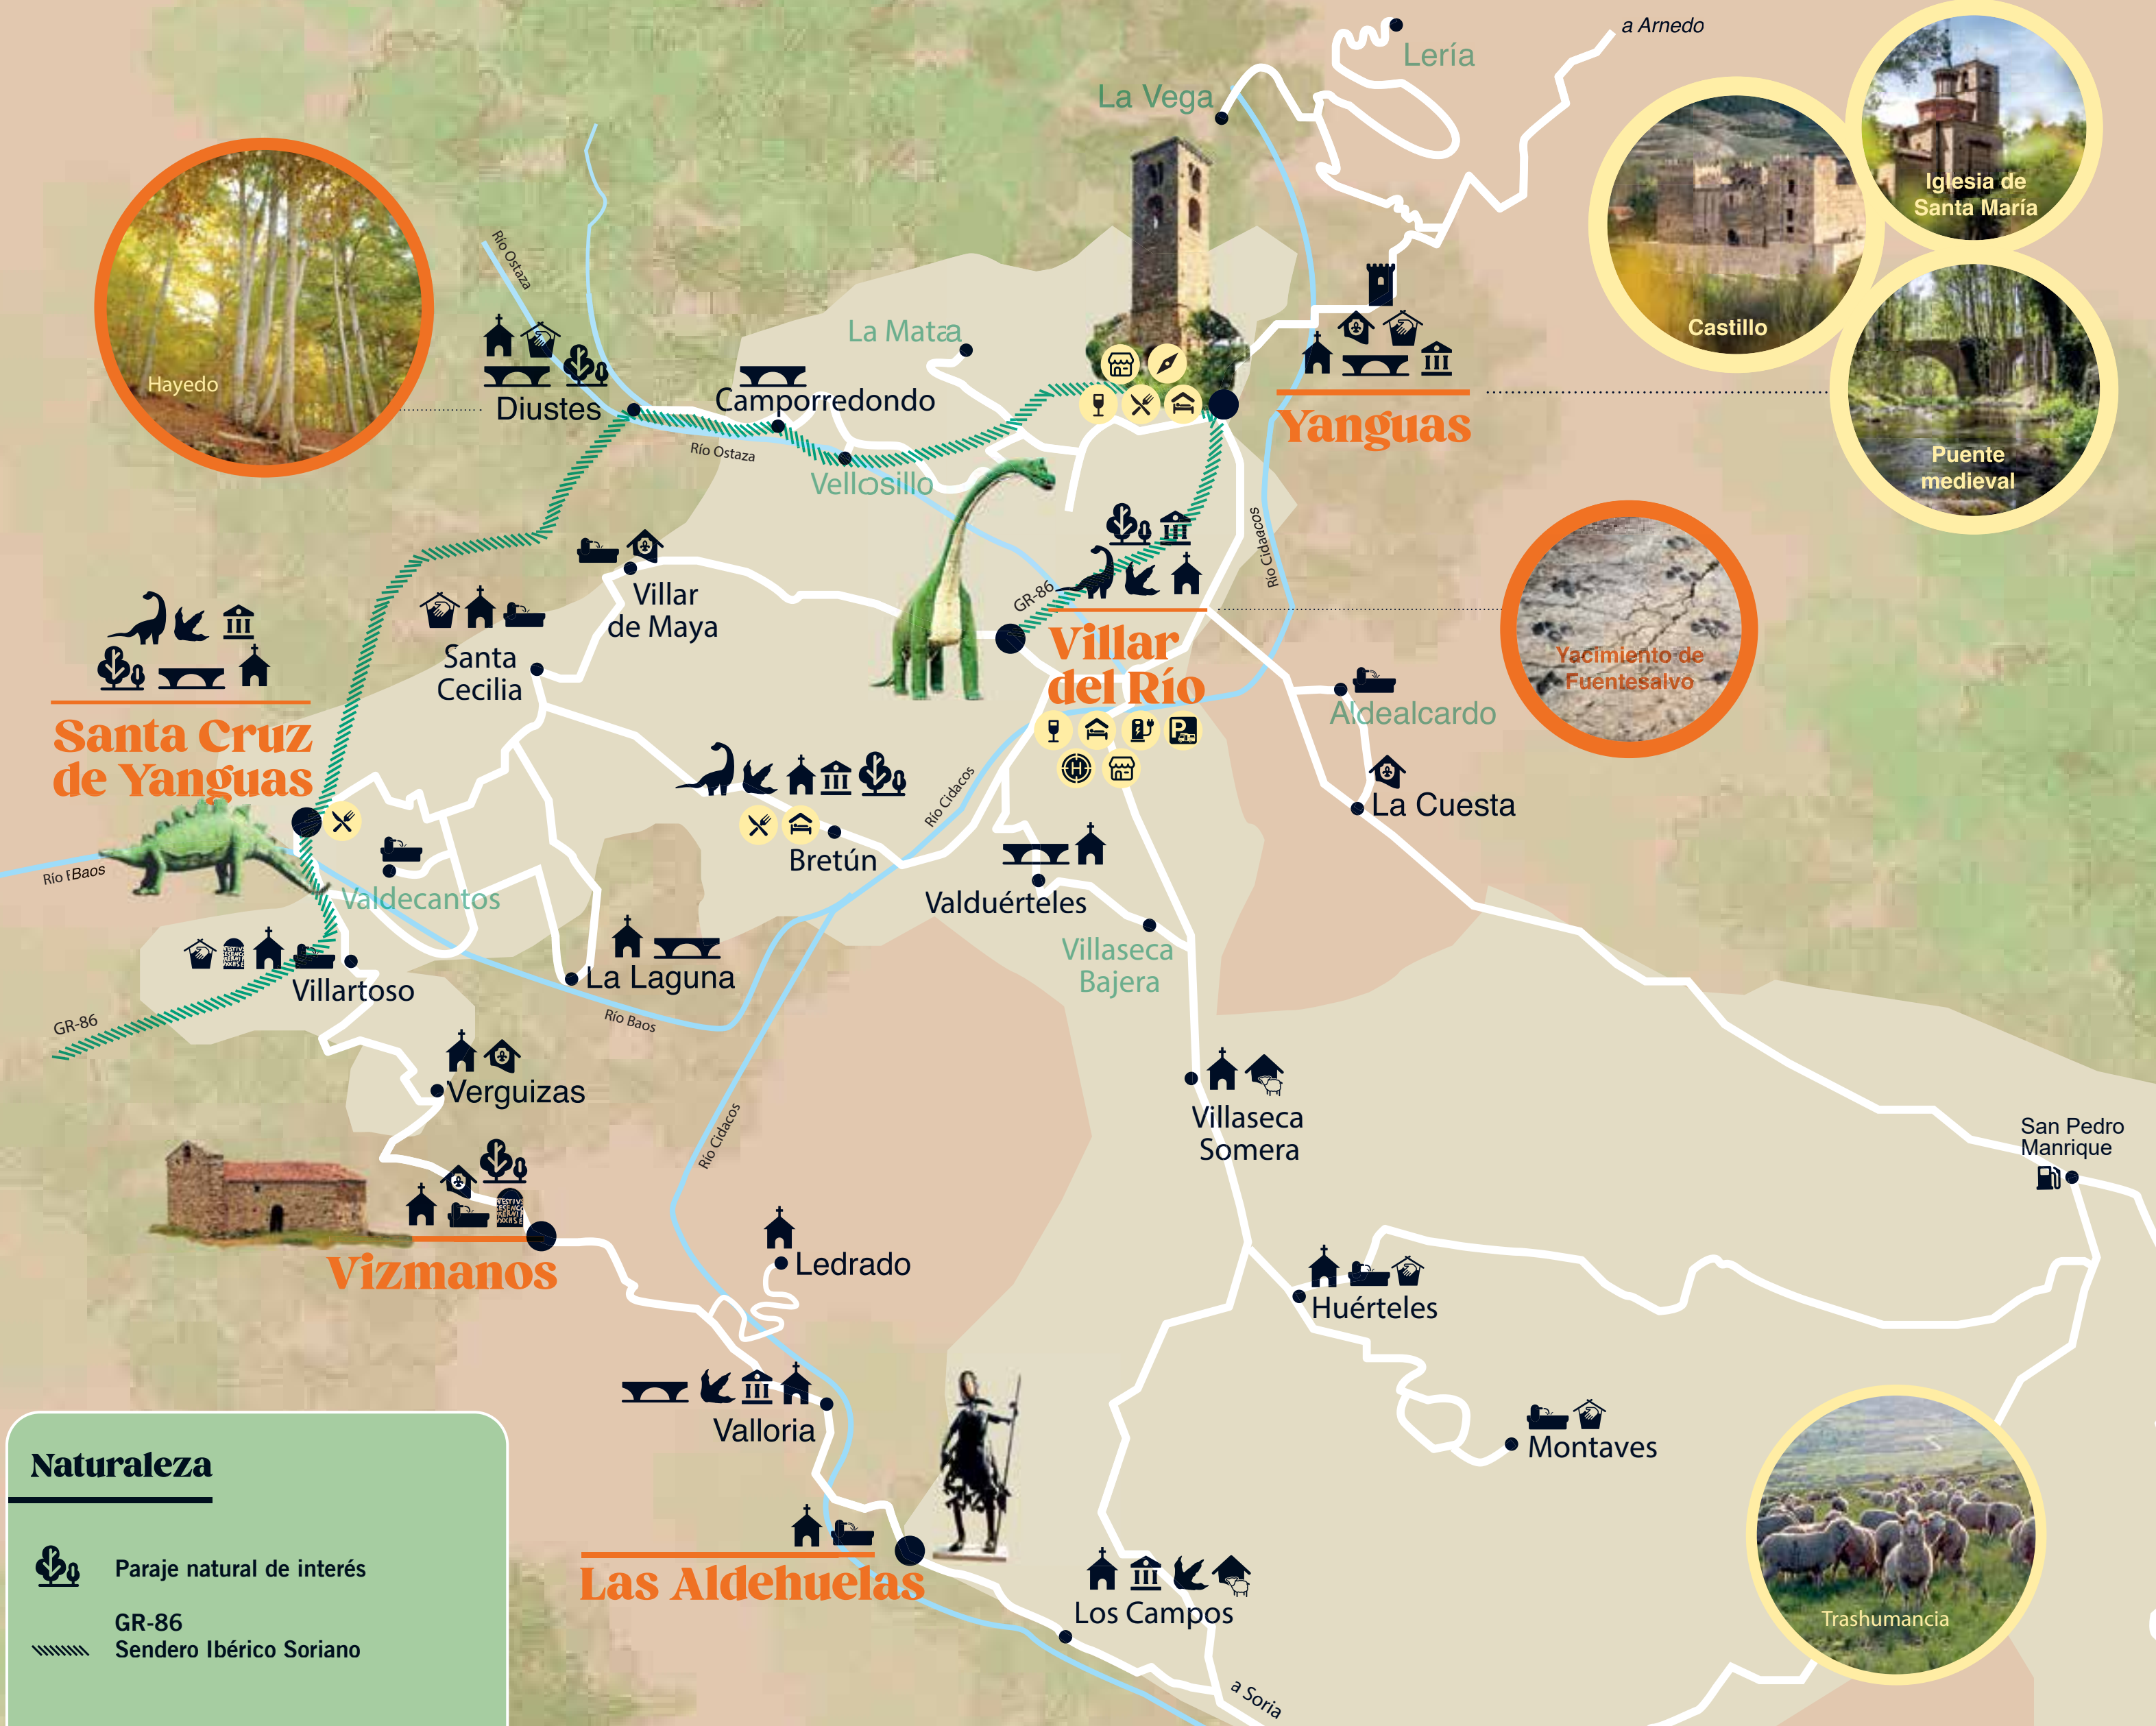 a Arnedo
Lería
La Vega
Iglesia de
Santa María
Castillo
Puente
medieval
Hayedo
Río Ostaza
La Mata
Diustes
Camporredondo
Río Ostaza
Vellosillo
Yanguas
Río Cidacos
GR-86
Villar
de Maya
Santa
Cecilia
Villar
del Río
Yacimiento de
Fuentesalvo
Aldealcardo
La Cuesta
Santa Cruz
de Yanguas
Río Baos
Valdecantos
Bretún
Río Cidacos
Valduérteles
Villaseca
Bajera
La Laguna
Río Baos
Villartoso
GR-86
Verguizas
Río Cidacos
Villaseca
Somera
San Pedro
Manrique
Vizmanos
Ledrado
Huérteles
Valloria
Montaves
Las Aldehuelas
Los Campos
a Soria
Trashumancia
Naturaleza
Paraje natural de interés
GR-86
Sendero Ibérico Soriano
P
H